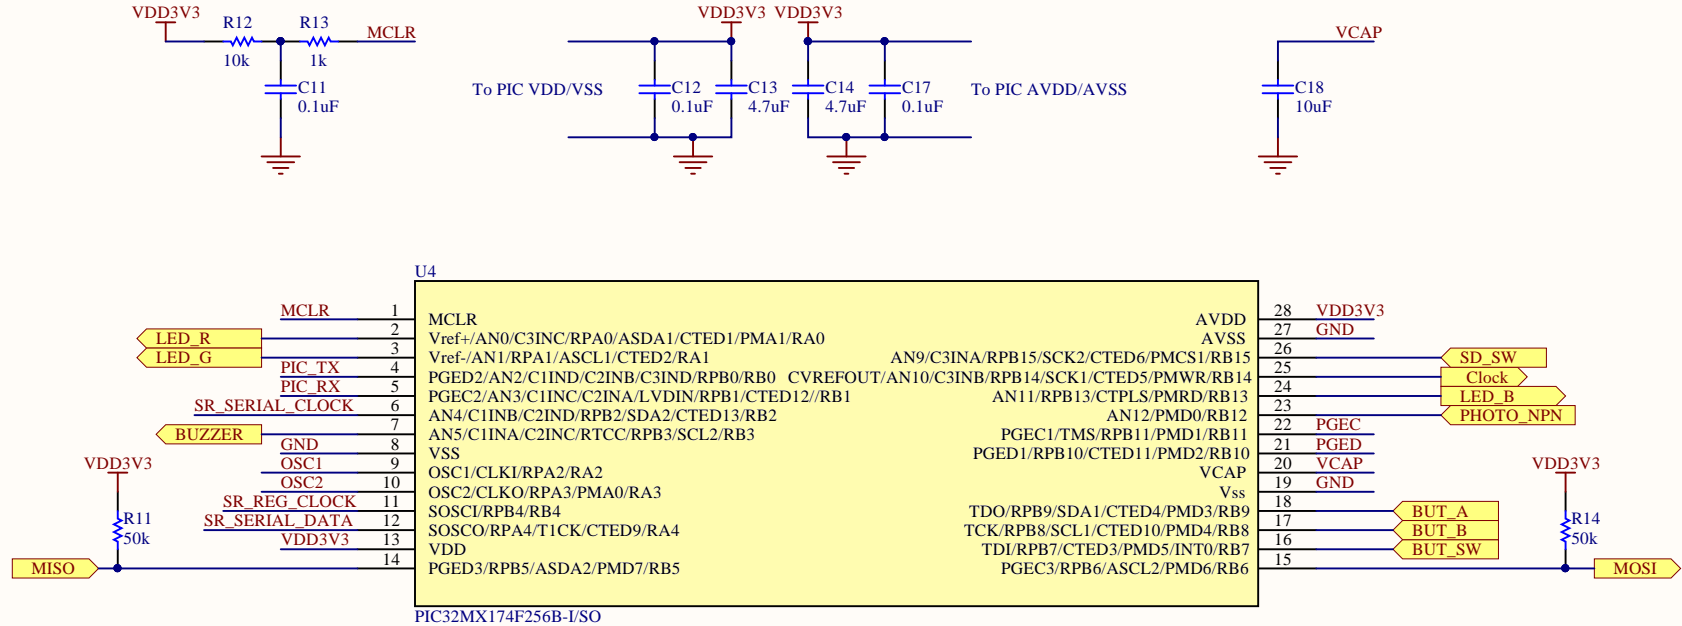 VDD3V3
R12
10k
R13
1k
MCLR
C11
0.1uF
To PIC VDD/VSS
VDD3V3 VDD3V3
C12
0.1uF
C13
4.7uF
C14
4.7uF
C17
0.1uF
To PIC AVDD/AVSS
VCAP
C18
10uF
U4
MCLR 1 MCLR
LED_R 2 Vref+/AN0/C3INC/RPA0/ASDA1/CTED1/PMA1/RA0
LED_G 3 Vref-/AN1/RPA1/ASCL1/CTED2/RA1
PIC_TX 4 PGED2/AN2/C1IND/C2INB/C3IND/RPB0/RB0
PIC_RX 5 PGEC2/AN3/C1INC/C2INA/LVDIN/RPB1/CTED12//RB1
SR_SERIAL_CLOCK 6 AN4/C1INB/C2IND/RPB2/SDA2/CTED13/RB2
BUZZER 7 AN5/C1INA/C2INC/RTCC/RPB3/SCL2/RB3
GND 8 VSS
OSC1 9 OSC1/CLKI/RPA2/RA2
OSC2 10 OSC2/CLKO/RPA3/PMA0/RA3
SR_REG_CLOCK 11 SOSCI/RPB4/RB4
SR_SERIAL_DATA 12 SOSCO/RPA4/T1CK/CTED9/RA4
VDD3V3 13 VDD
MISO 14 PGED3/RPB5/ASDA2/PMD7/RB5
VDD3V3
R11
50k
AVDD 28 VDD3V3
AVSS 27 GND
AN9/C3INA/RPB15/SCK2/CTED6/PMCS1/RB15 26 SD_SW
CVREFOUT/AN10/C3INB/RPB14/SCK1/CTED5/PMWR/RB14 25 Clock
AN11/RPB13/CTPLS/PMRD/RB13 24 LED_B
AN12/PMD0/RB12 23 PHOTO_NPN
PGEC1/TMS/RPB11/PMD1/RB11 22 PGEC
PGED1/RPB10/CTED11/PMD2/RB10 21 PGED
VCAP 20 VCAP
Vss 19 GND
TDO/RPB9/SDA1/CTED4/PMD3/RB9 18 BUT_A
TCK/RPB8/SCL1/CTED10/PMD4/RB8 17 BUT_B
TDI/RPB7/CTED3/PMD5/INT0/RB7 16 BUT_SW
PGEC3/RPB6/ASCL2/PMD6/RB6 15 MOSI
VDD3V3
R14
50k
PIC32MX174F256B-I/SO